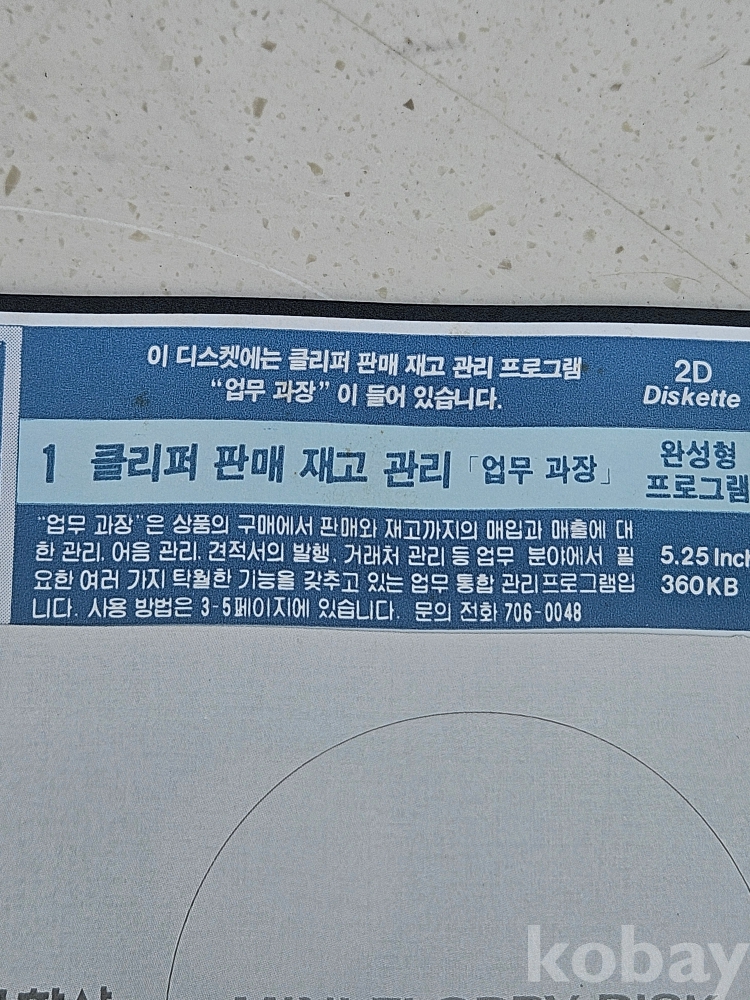 이 디스켓에는 클리퍼 판매 재고 관리 프로그램
“업무 과장” 이 들어 있습니다.
2D
Diskette
1 클리퍼 판매 재고 관리 「업무 과장」
완성형
프로그램
“업무 과장”은 상품의 구매에서 판매와 재고까지의 매입과 매출에 대
한 관리, 어음 관리, 견적서의 발행, 거래처 관리 등 업무 분야에서 필
요한 여러 가지 탁월한 기능을 갖추고 있는 업무 통합 관리프로그램입
니다. 사용 방법은 3-5페이지에 있습니다. 문의 전화 706-0048
5.25 Inch
360KB
kobay